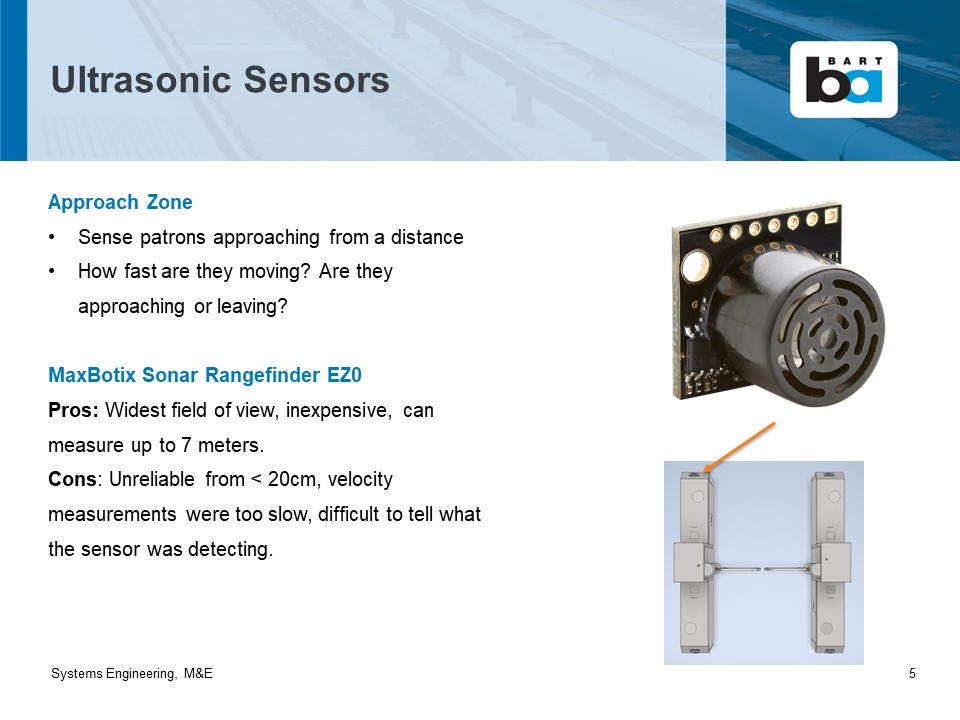 Ultrasonic Sensors
BART
ba
Approach Zone
• Sense patrons approaching from a distance
• How fast are they moving? Are they
approaching or leaving?
MaxBotix Sonar Rangefinder EZ0
Pros: Widest field of view, inexpensive, can
measure up to 7 meters.
Cons: Unreliable from < 20cm, velocity
measurements were too slow, difficult to tell what
the sensor was detecting.
Systems Engineering, M&E
5